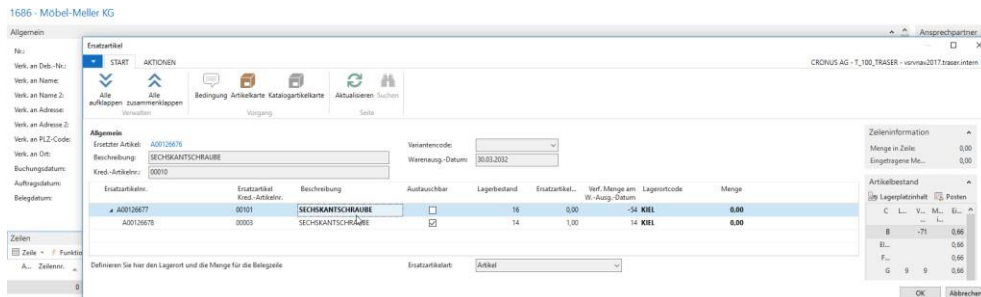 1686 - Möbel-Meller KG
Allgemein
Ansprechpartner
Nr.:
Verk. an Deb.-Nr.:
Verk. an Name:
Verk. an Name 2:
Verk. an Adresse:
Verk. an Adresse 2:
Verk. an PLZ-Code:
Verk. an Ort:
Buchungsdatum:
Auftragsdatum:
Belegdatum:
Zeilen
Zeile Funktio
A... Zeilennr.
0
Ersatzartikel
START AKTIONEN
CRONUS AG - T_100_TRASER - vsrvnav2017.traser.intern
Alle aufklappen
Alle zusammenklappen
Bedingung Artikelkarte Katalogartikelkarte
Aktualisieren Suchen
Verwalten Vorgang Seite
Allgemein
Ersetzter Artikel: A00126676
Variantencode:
Beschreibung: SECHSKANTSCHRAUBE
Warenausg.-Datum: 30.03.2032
Kred.-Artikelnr.: 00010
Ersatzartikelnr. Ersatzartikel Kred.-Artikelnr. Beschreibung Austauschbar Lagerbestand Ersatzartikel... Verf. Menge am W.-Ausg.-Datum Lagerortcode Menge
A00126677 00101 SECHSKANTSCHRAUBE 16 0,00 -54 KIEL 0,00
A00126678 00003 SECHSKANTSCHRAUBE 14 1,00 14 KIEL 0,00
Definieren Sie hier den Lagerort und die Menge für die Belegzeile
Ersatzartikelart: Artikel
Zeileninformation
Menge in Zeile: 0,00
Eingetragene Me... 0,00
Artikelbestand
Lagerplatzinhalt Posten
C L... V... M... Ei...
B -71 0,66
El... 0,66
F... 0,66
G 9 9 0,66
OK Abbrechen